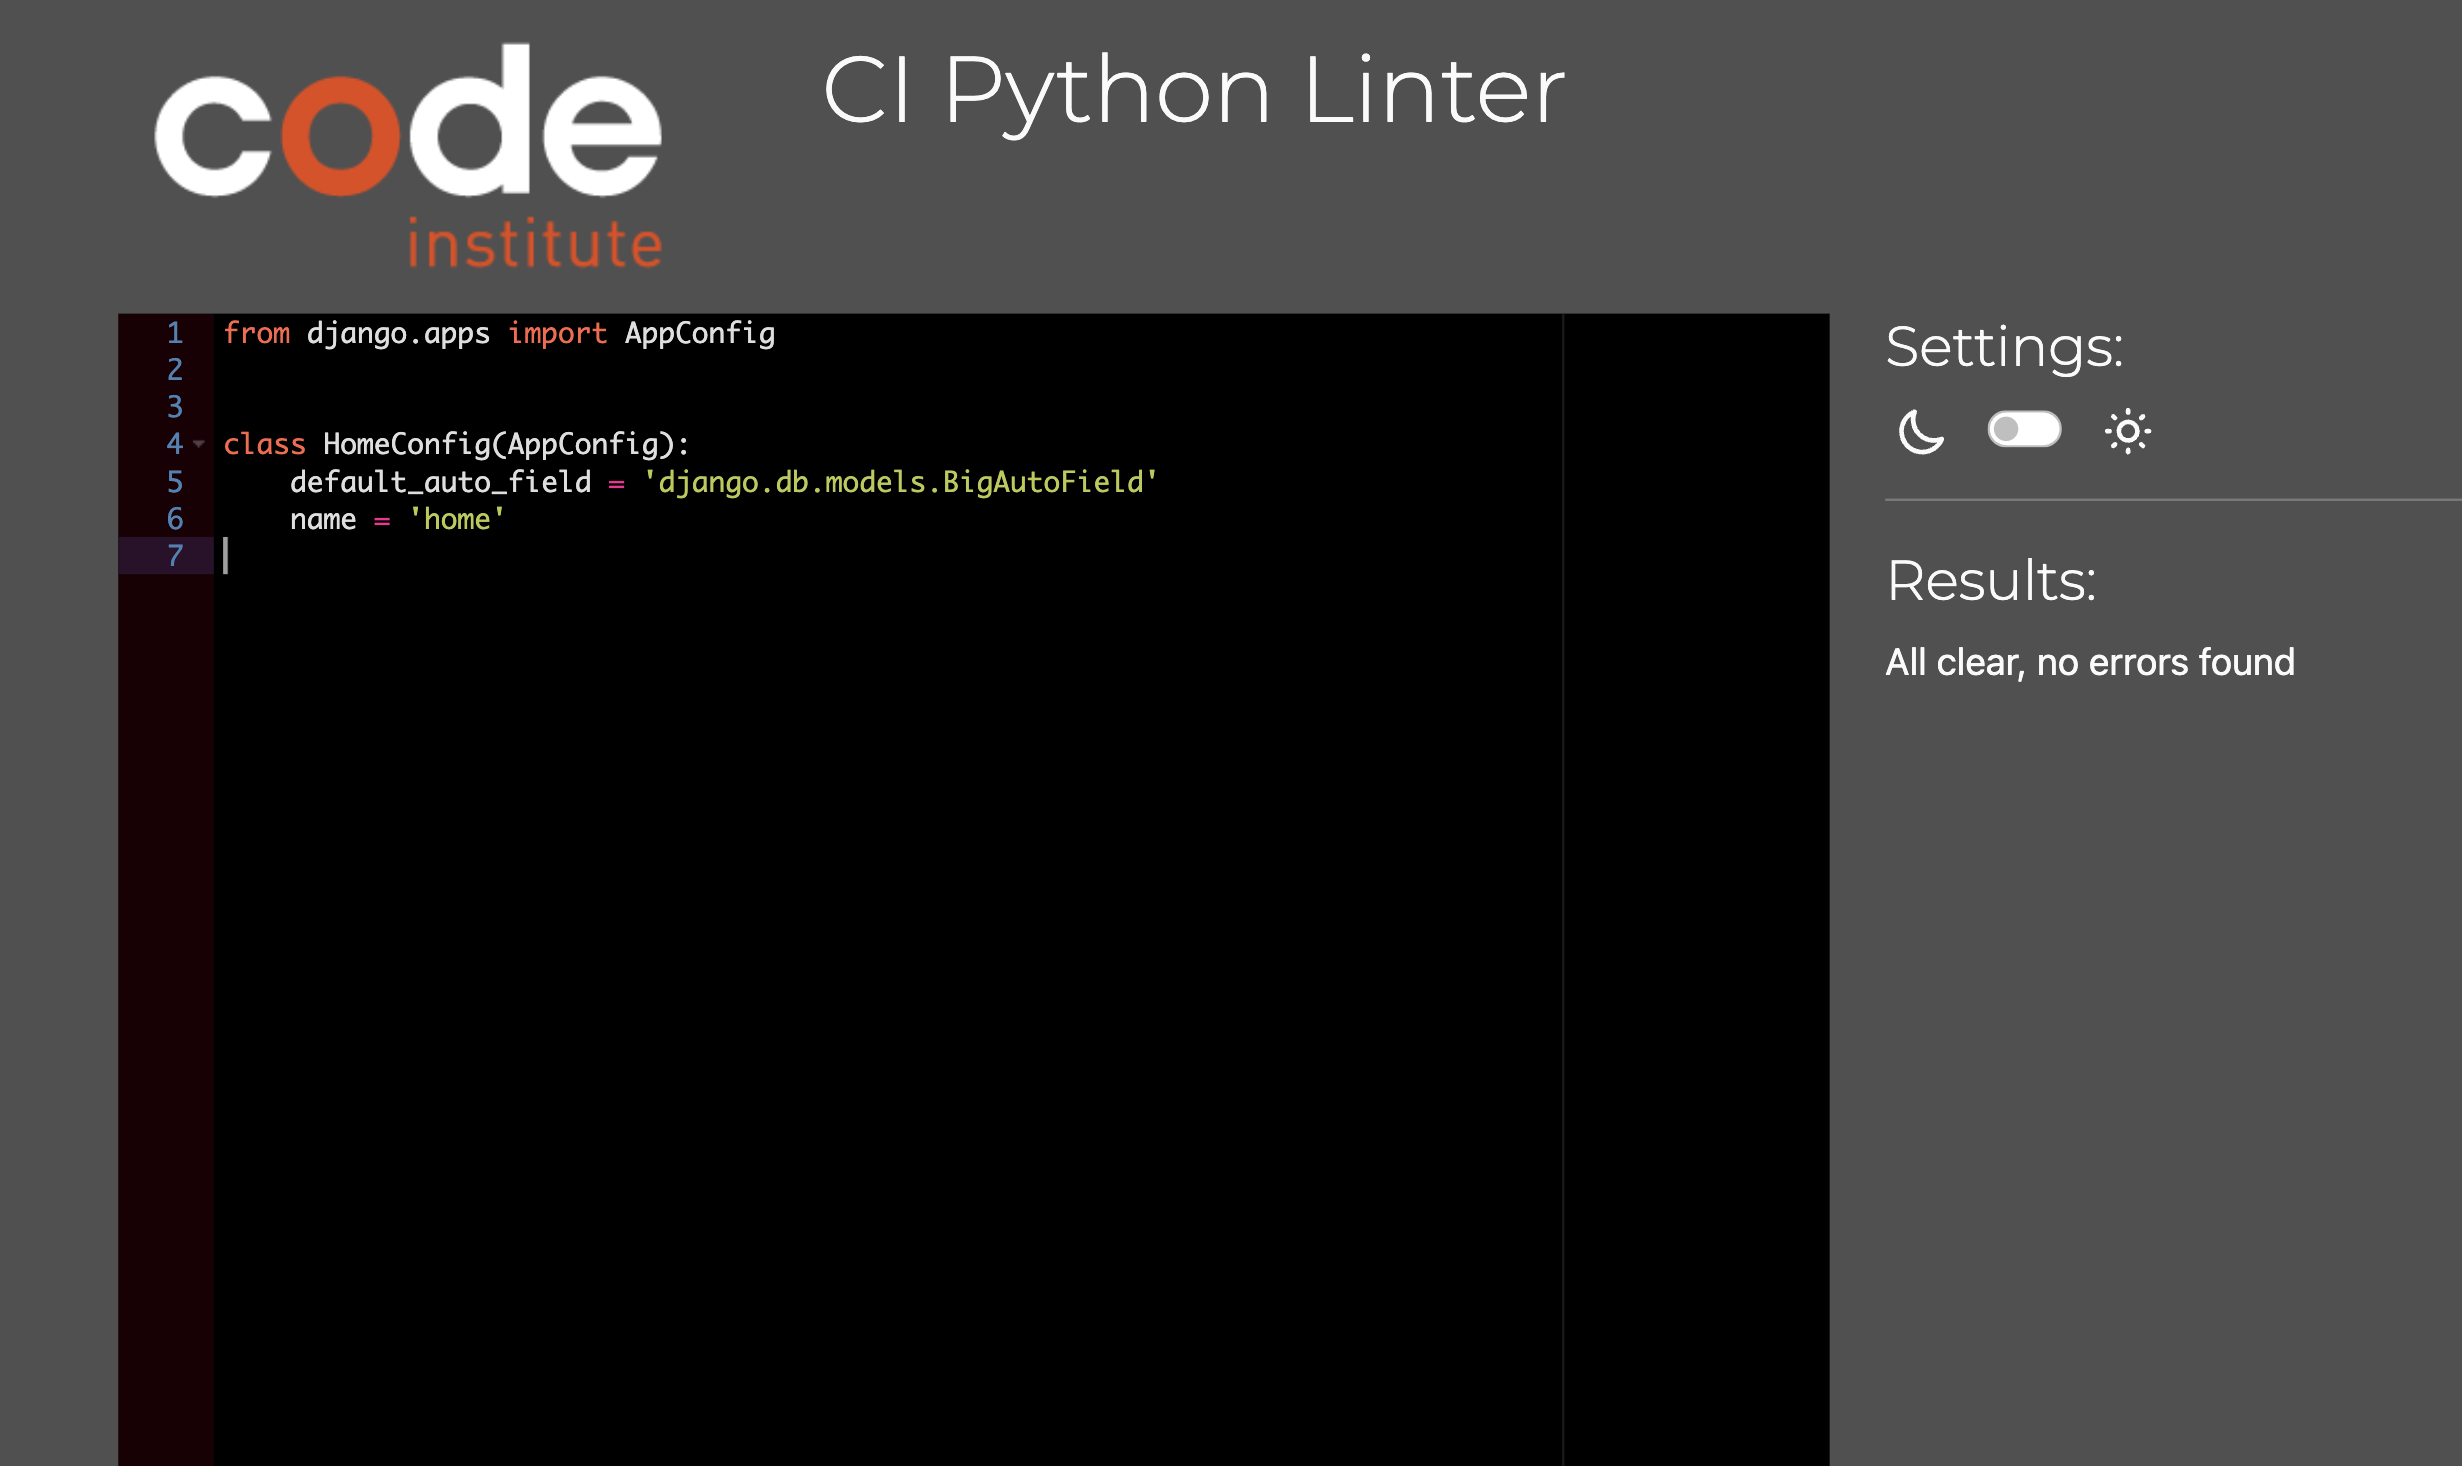 code
institute
CI Python Linter
1 from django.apps import AppConfig
2
3
4 class HomeConfig(AppConfig):
5     default_auto_field = 'django.db.models.BigAutoField'
6     name = 'home'
7
Settings:
Results:
All clear, no errors found